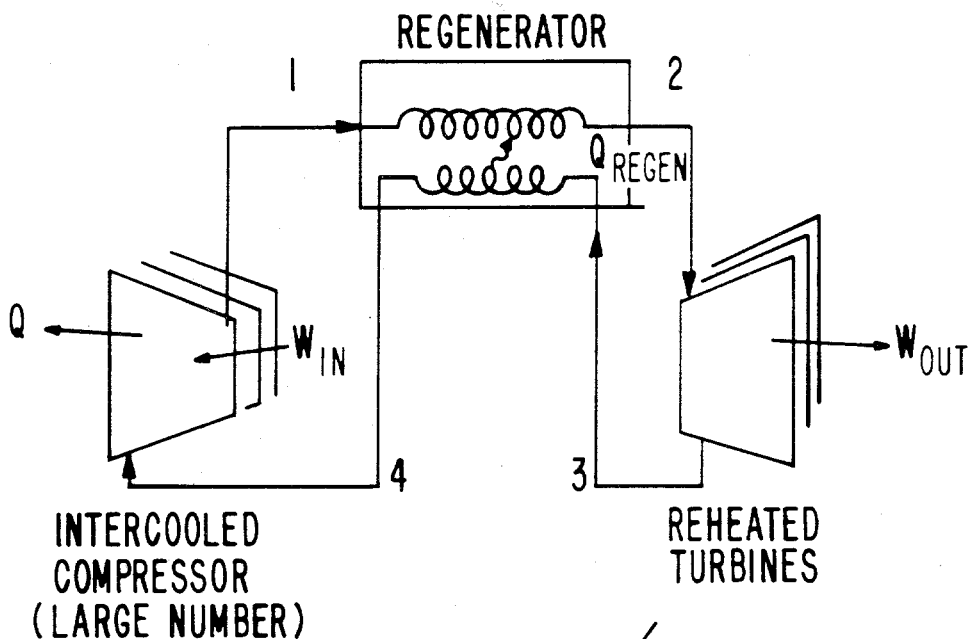 REGENERATOR
1
2
Q REGEN
Q
W IN
W OUT
4
3
INTERCOOLED
COMPRESSOR
(LARGE NUMBER)
REHEATED
TURBINES